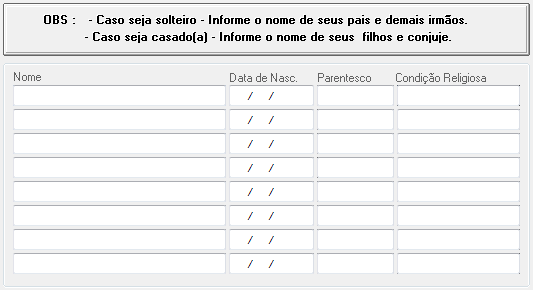 OBS : - Caso seja solteiro - Informe o nome de seus pais e demais irmãos.
- Caso seja casado(a) - Informe o nome de seus filhos e conjuje.
Nome Data de Nasc. Parentesco Condição Religiosa
/ /
/ /
/ /
/ /
/ /
/ /
/ /
/ /